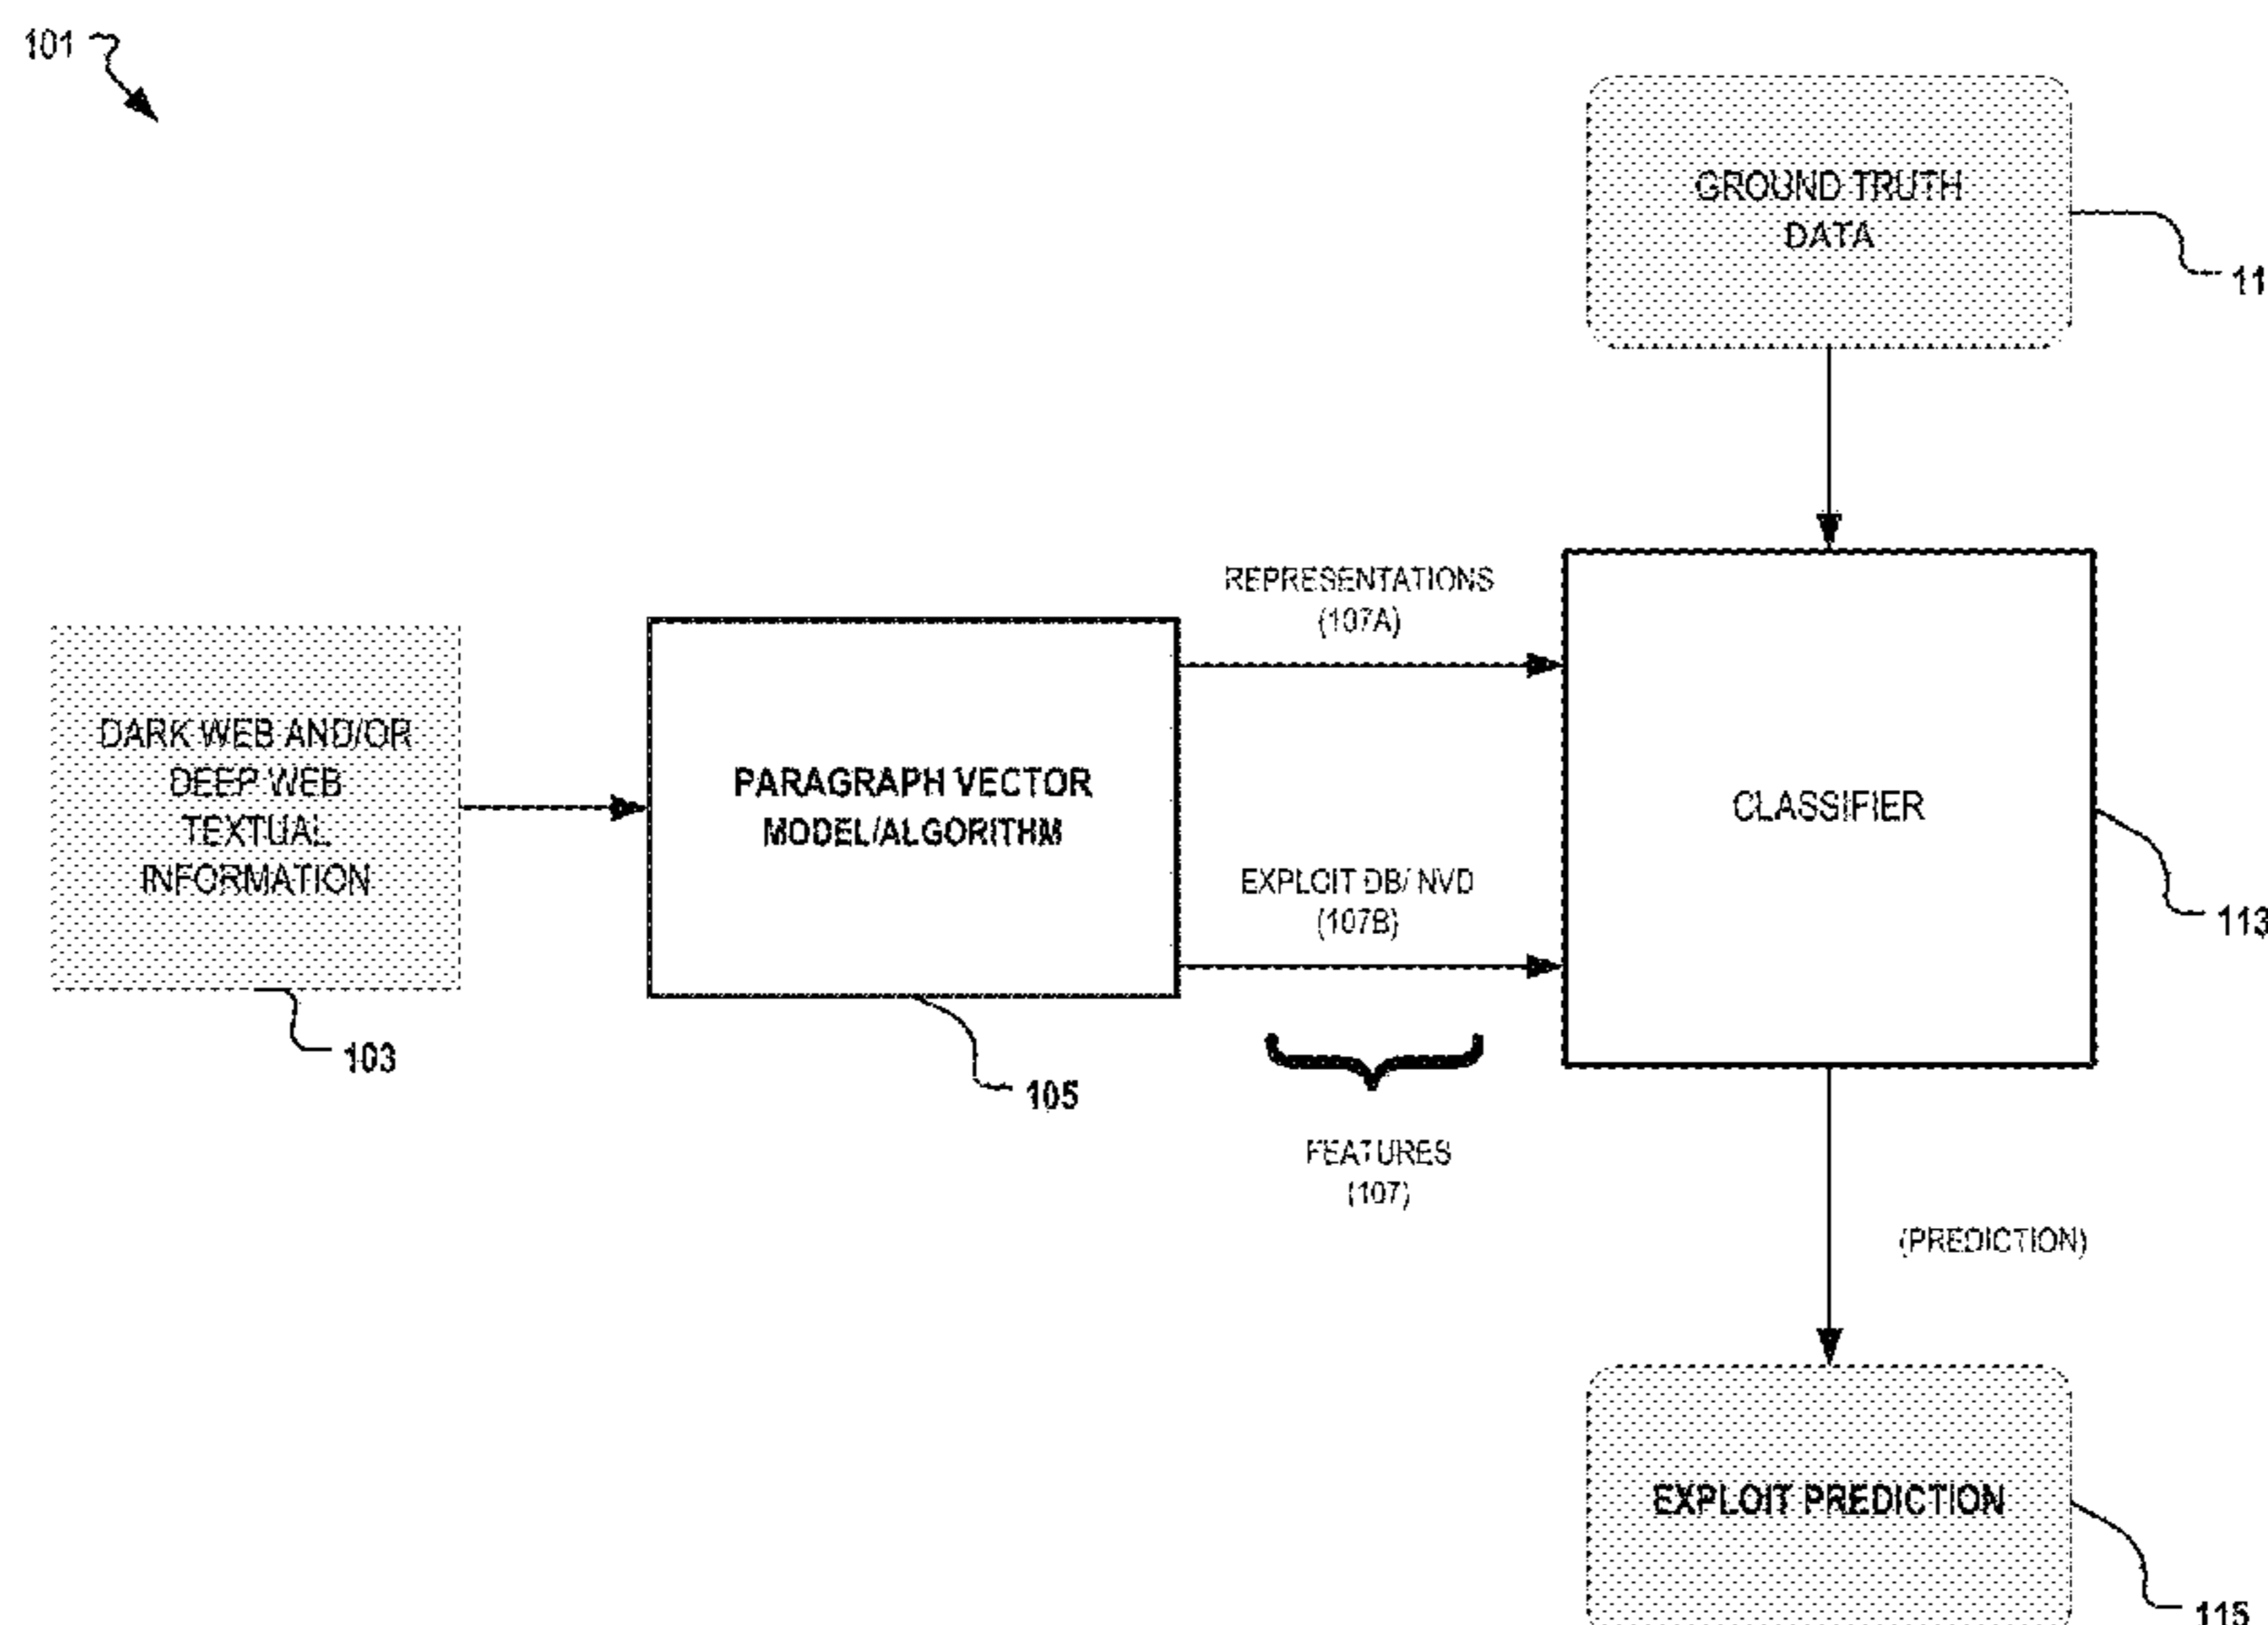 101
GROUND TRUTH
DATA
11
REPRESENTATIONS
(107A)
DARK WEB AND/OR
DEEP WEB
TEXTUAL
INFORMATION
PARAGRAPH VECTOR
MODEL/ALGORITHM
CLASSIFIER
EXPLOIT DB/ NVD
(107B)
113
103
105
FEATURES
(107)
(PREDICTION)
EXPLOIT PREDICTION
115